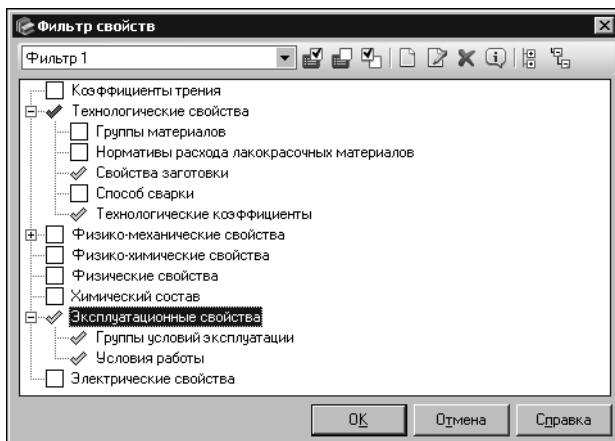 Фильтр свойств
Фильтр 1
Коэффициенты трения
Технологические свойства
Группы материалов
Нормативы расхода лакокрасочных материалов
Свойства заготовки
Способ сварки
Технологические коэффициенты
Физико-механические свойства
Физико-химические свойства
Физические свойства
Химический состав
Эксплуатационные свойства
Группы условий эксплуатации
Условия работы
Электрические свойства
OK Отмена Справка